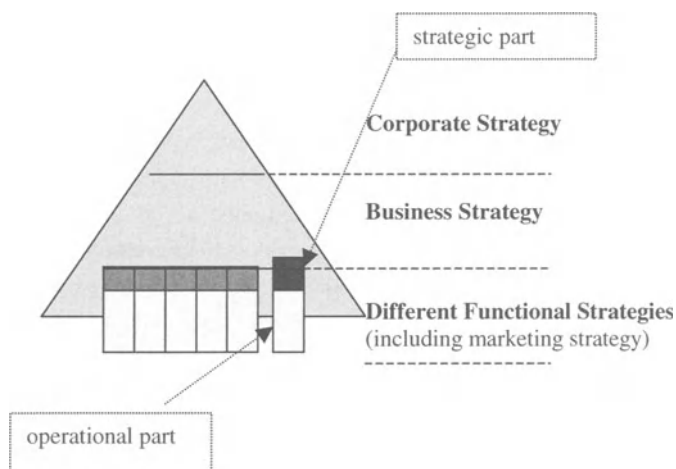 strategic part
Corporate Strategy
Business Strategy
Different Functional Strategies
(including marketing strategy)
operational part